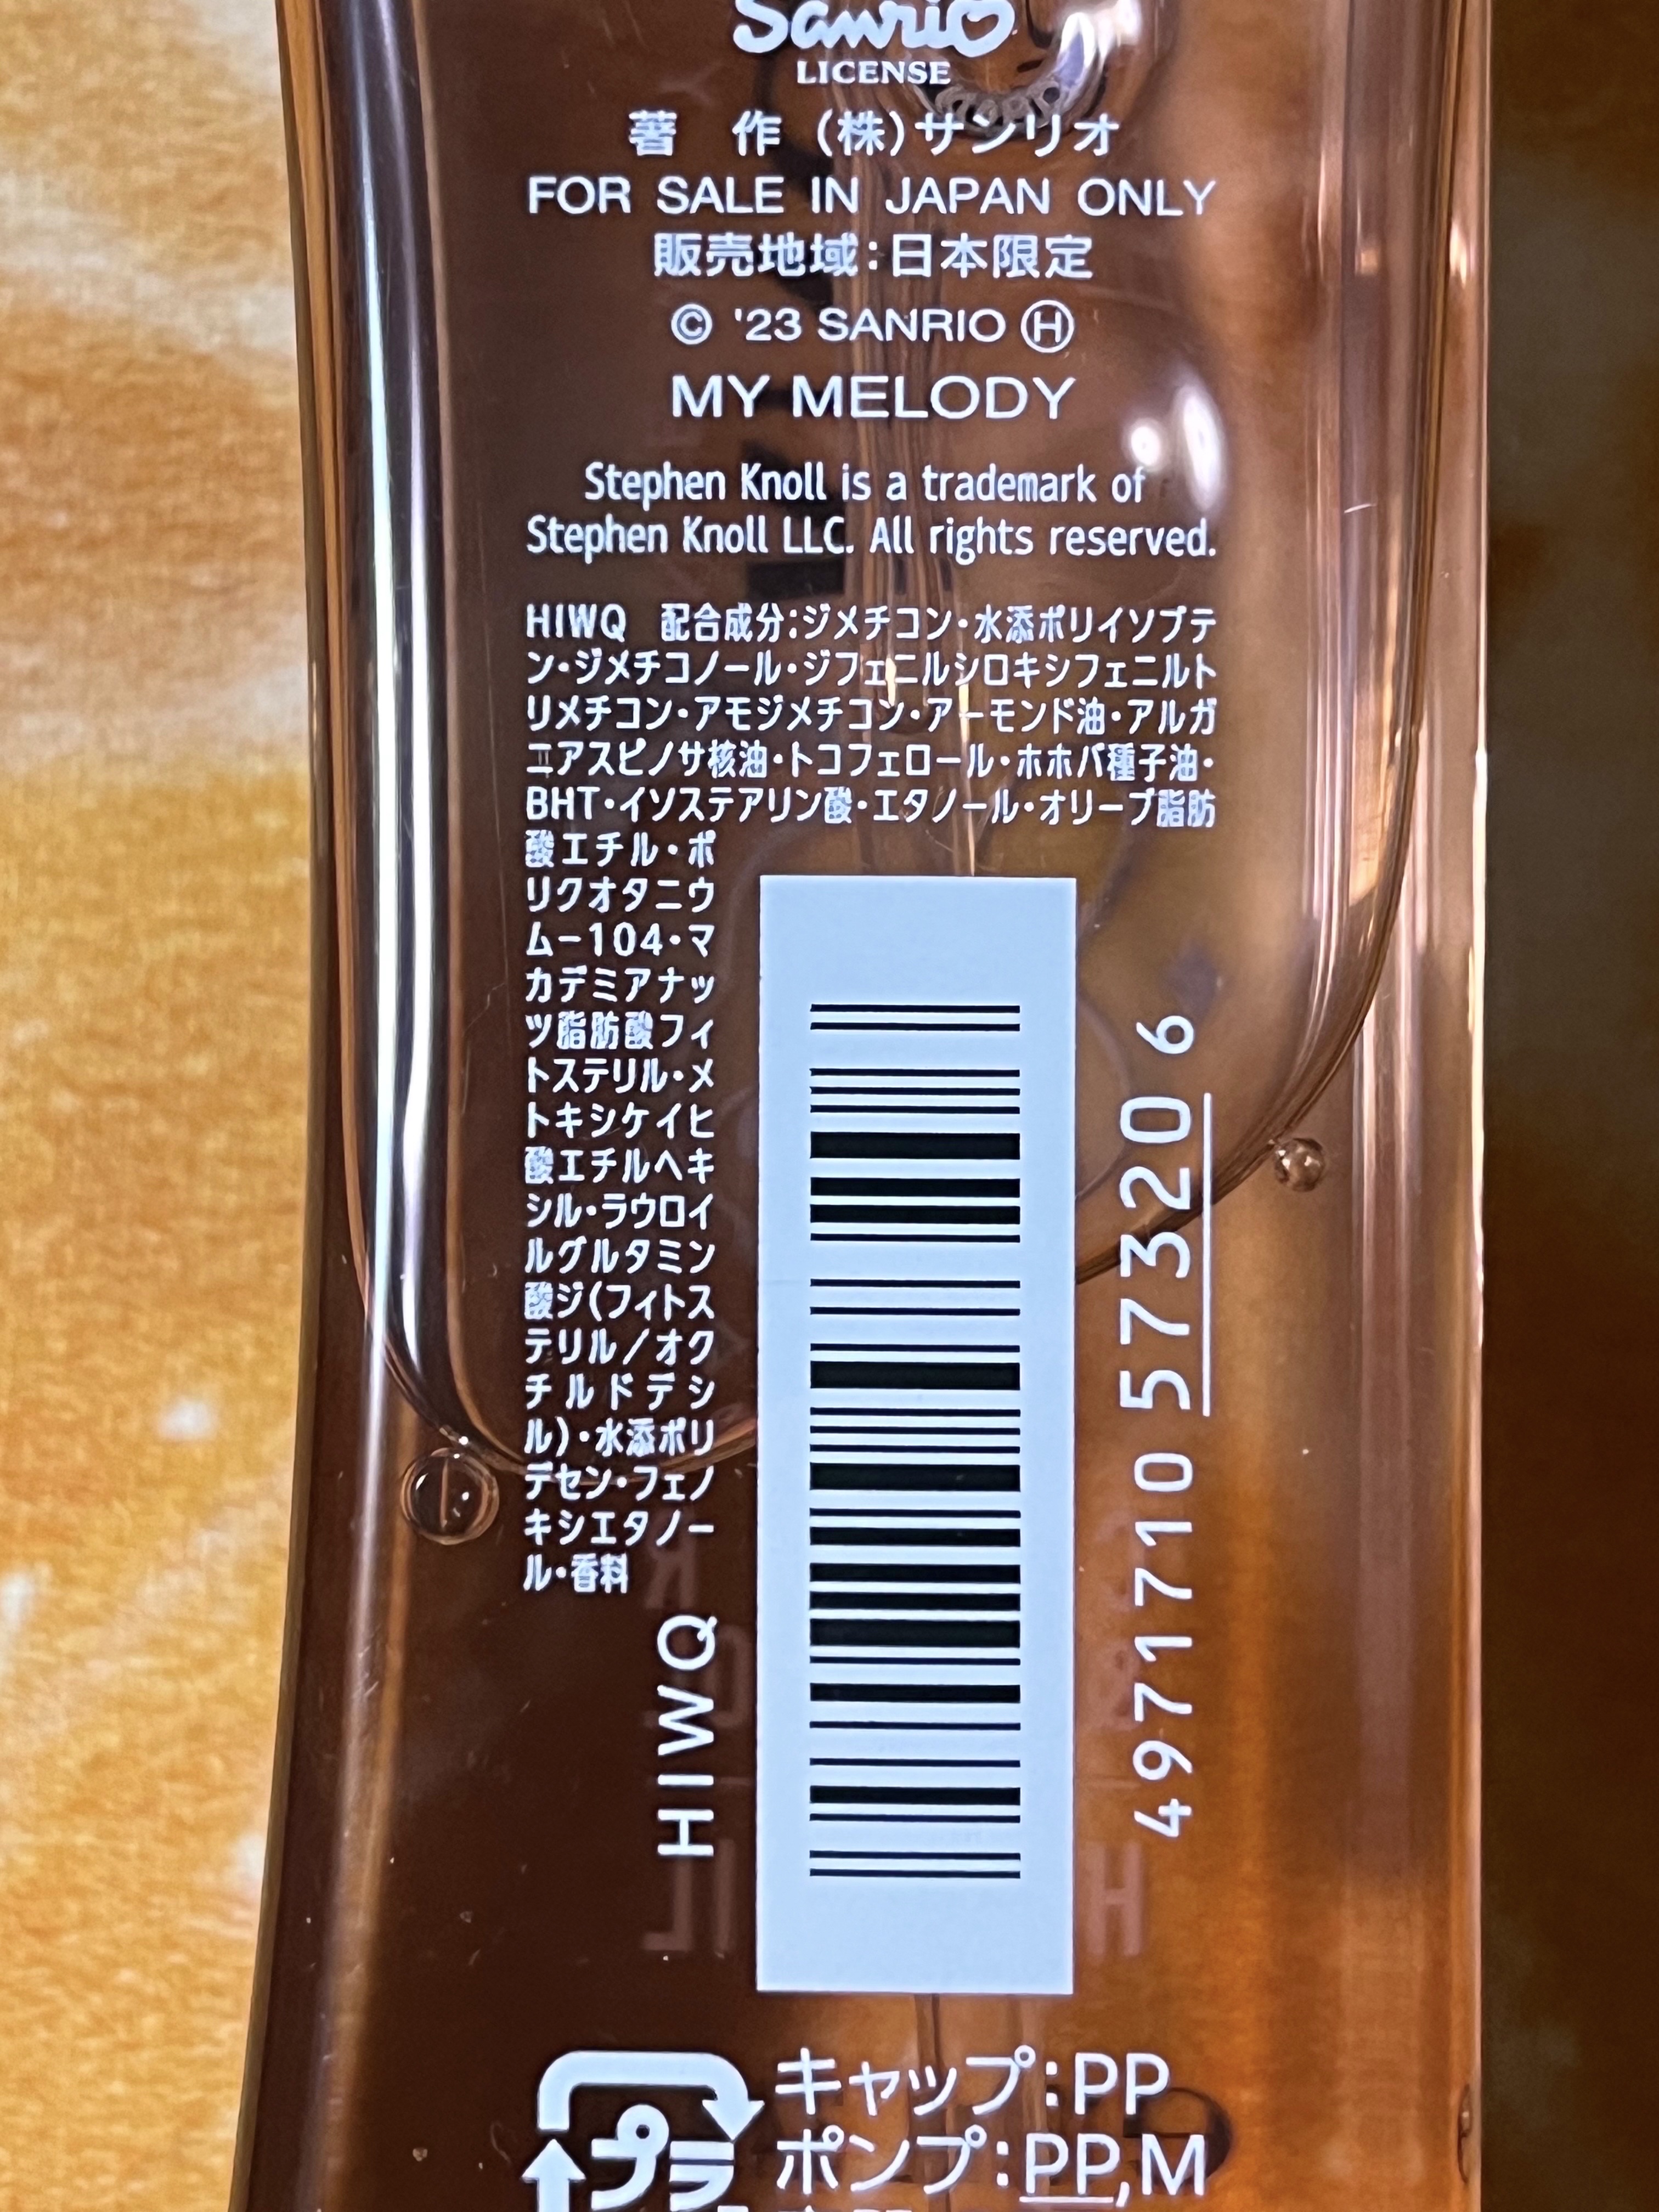 Sanrio
LICENSE
著 作 (株)サンリオ
FOR SALE IN JAPAN ONLY
販売地域:日本限定
© '23 SANRIO Ⓗ
MY MELODY
Stephen Knoll is a trademark of
Stephen Knoll LLC. All rights reserved.
HIWQ 配合成分:ジメチコン・水添ポリイソブテ
ン・ジメチコノール・ジフェニルシロキシフェニルト
リメチコン・アモジメチコン・アーモンド油・アルガ
ニアスピノサ核油・トコフェロール・ホホバ種子油・
BHT・イソステアリン酸・エタノール・オリーブ脂肪
酸エチル・ポ
リクオタニウ
ム－104・マ
カデミアナッ
ツ脂肪酸フィ
トステリル・メ
トキシケイヒ
酸エチルヘキ
シル・ラウロイ
ルグルタミン
酸ジ(フィトス
テリル/オク
チルドデシ
ル)・水添ポリ
デセン・フェノ
キシエタノー
ル・香料
HIWQ
4971710 57320 6
プラ
キャップ:PP
ポンプ:PP,M